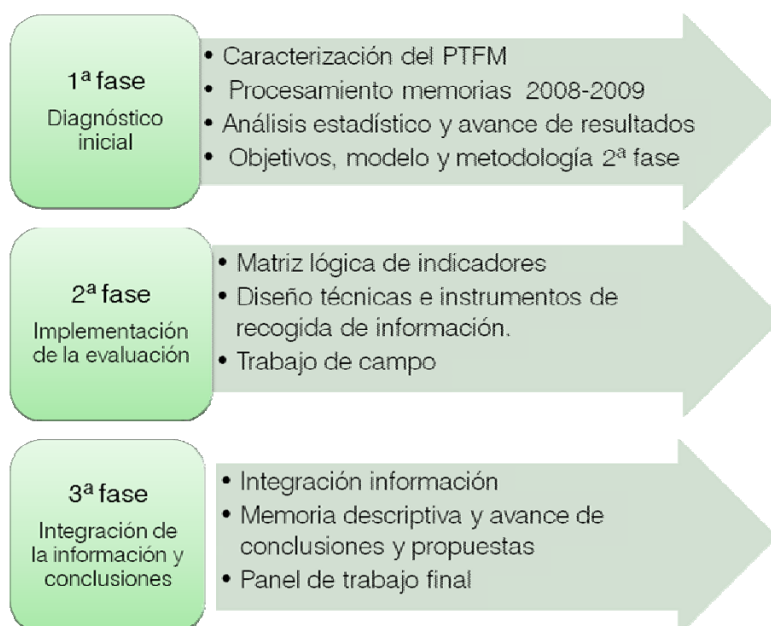 1ª fase
Diagnóstico
inicial
• Caracterización del PTFM
• Procesamiento memorias 2008-2009
• Análisis estadístico y avance de resultados
• Objetivos, modelo y metodología 2ª fase
2ª fase
Implementación
de la evaluación
• Matriz lógica de indicadores
• Diseño técnicas e instrumentos de
recogida de información.
• Trabajo de campo
3ª fase
Integración de
la información y
conclusiones
• Integración información
• Memoria descriptiva y avance de
conclusiones y propuestas
• Panel de trabajo final